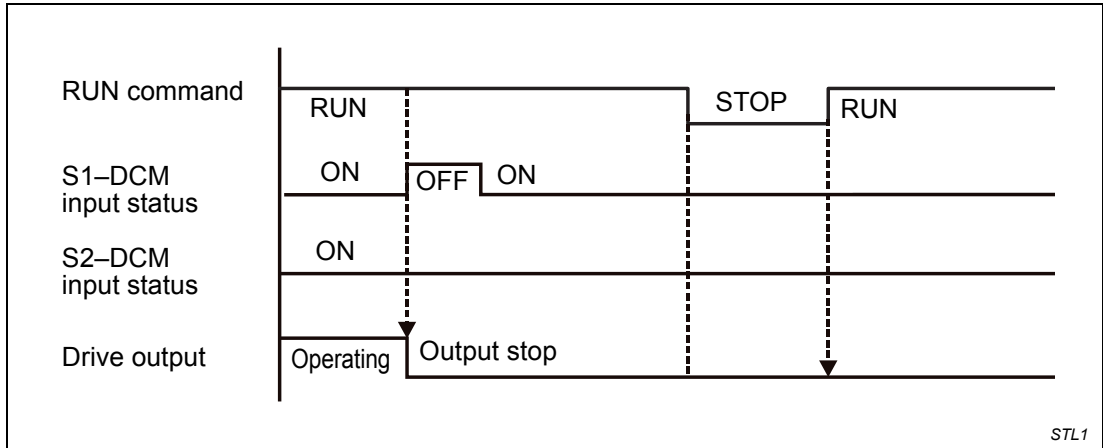 RUN command
RUN
STOP
RUN
S1–DCM
input status
ON
OFF
ON
S2–DCM
input status
ON
Drive output
Operating
Output stop
STL1